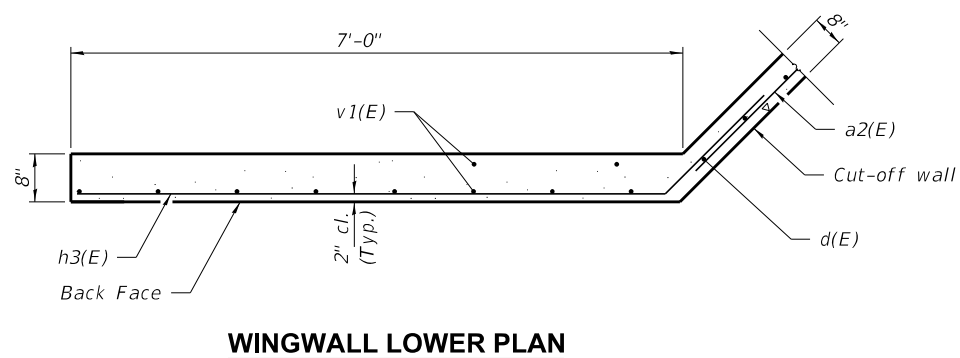 7'-0"
8"
v1(E)
a2(E)
Cut-off wall
8"
2" cl.
(Typ.)
d(E)
h3(E)
Back Face
WINGWALL LOWER PLAN